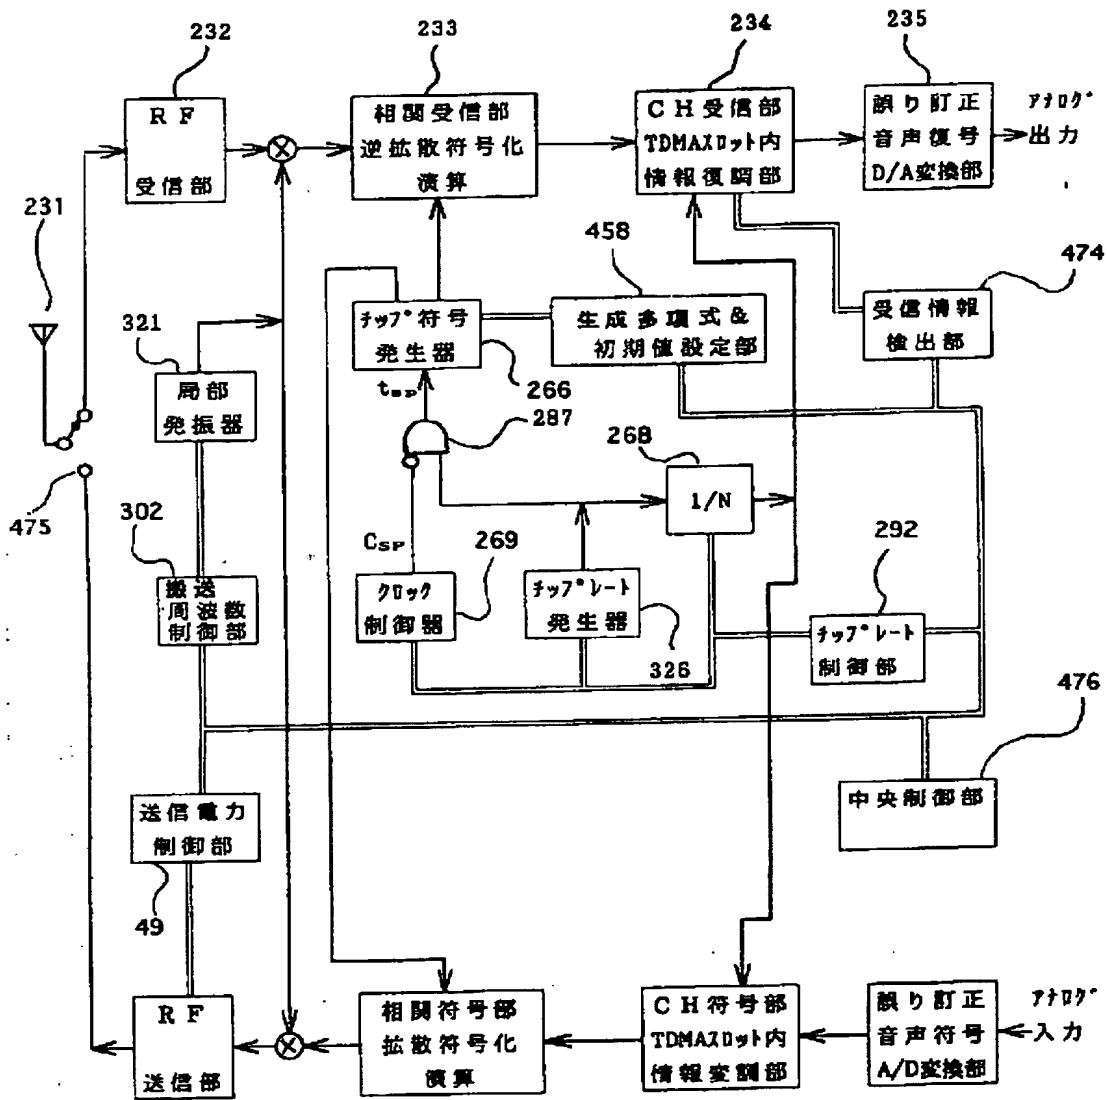 232
233
234
235
RF
受信部
相関受信部
逆拡散符号化
演算
CH受信部
TDMAスロット内
情報復調部
誤り訂正
音声復号
D/A変換部
アナログ
出力
231
321
458
474
チップ符号
発生器
生成多項式&
初期値設定部
受信情報
検出部
局部
発振器
tSP
266
287
268
1/N
475
302
CSP
269
292
搬送
周波数
制御部
クロック
制御器
チップレート
発生器
326
チップレート
制御部
476
送信電力
制御部
中央制御部
49
RF
送信部
相関符号部
拡散符号化
演算
CH符号部
TDMAスロット内
情報変調部
誤り訂正
音声符号
A/D変換部
アナログ
入力